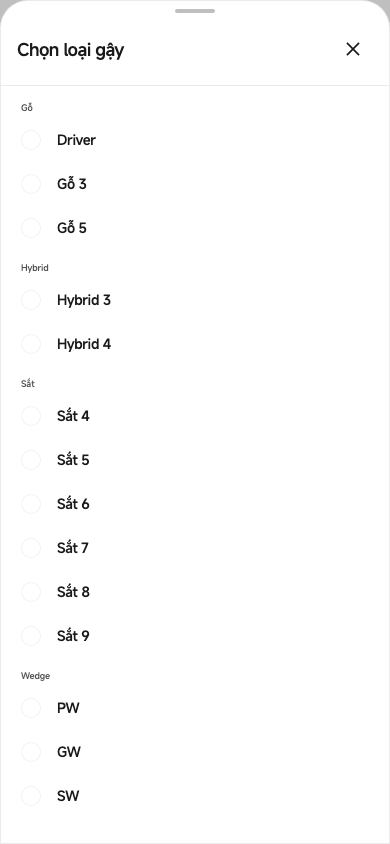 Chọn loại gậy
Gỗ
Driver
Gỗ 3
Gỗ 5
Hybrid
Hybrid 3
Hybrid 4
Sắt
Sắt 4
Sắt 5
Sắt 6
Sắt 7
Sắt 8
Sắt 9
Wedge
PW
GW
SW